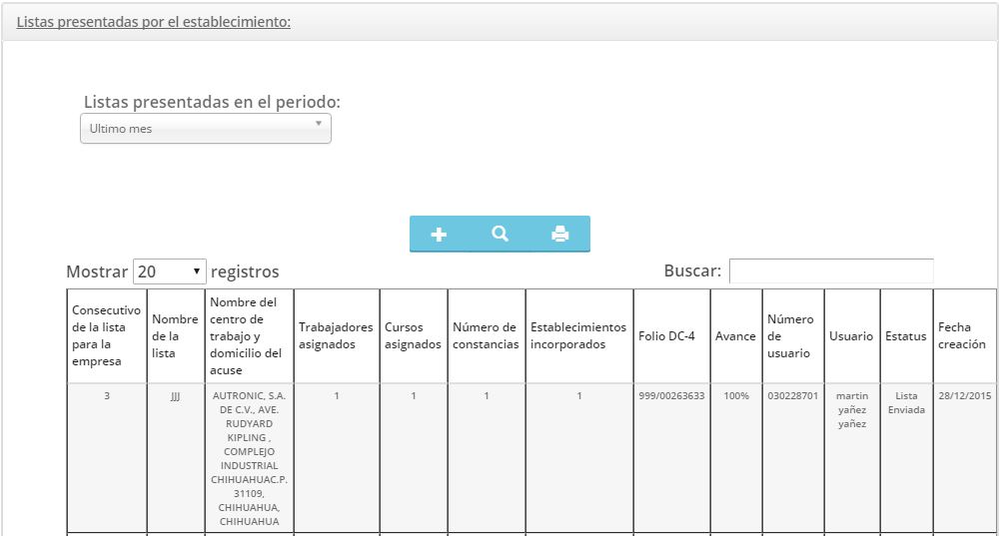 Listas presentadas por el establecimiento:
Listas presentadas en el periodo:
Ultimo mes
Mostrar 20 registros
Buscar:
Consecutivo
de la lista
para la
empresa
Nombre
de la
lista
Nombre del
centro de
trabajo y
domicilio del
acuse
Trabajadores
asignados
Cursos
asignados
Número de
constancias
Establecimientos
incorporados
Folio DC-4
Avance
Número
de
usuario
Usuario
Estatus
Fecha
creación
3
JJJ
AUTRONIC, S.A.
DE C.V., AVE.
RUDYARD
KIPLING ,
COMPLEJO
INDUSTRIAL
CHIHUAHUAC.P.
31109,
CHIHUAHUA,
CHIHUAHUA
1
1
1
1
999/00263633
100%
030228701
martin
yañez
yañez
Lista
Enviada
28/12/2015